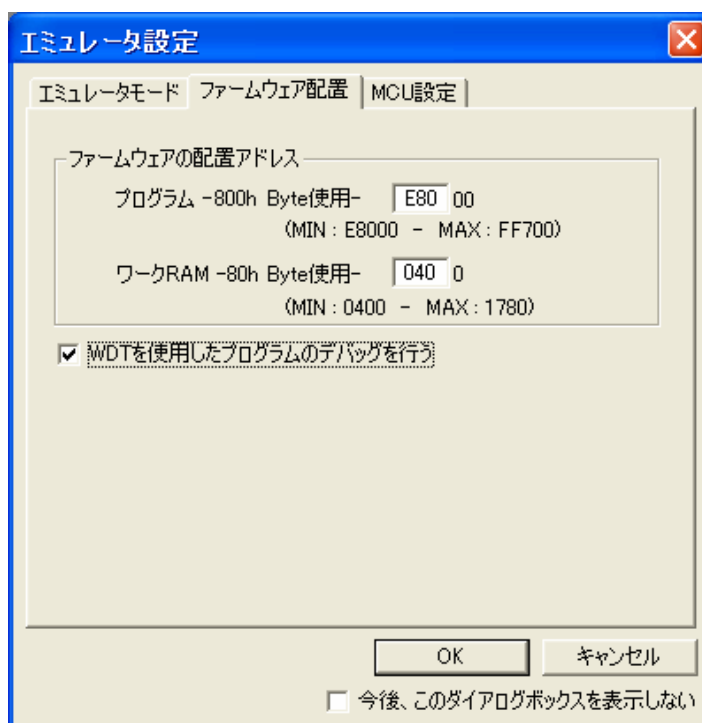 エミュレータ設定
エミュレータモード ファームウェア配置 MCU設定
ファームウェアの配置アドレス
プログラム -800h Byte使用- E80 00
(MIN : E8000 - MAX : FF700)
ワークRAM -80h Byte使用- 040 0
(MIN : 0400 - MAX : 1780)
WDTを使用したプログラムのデバッグを行う
OK キャンセル
今後、このダイアログボックスを表示しない